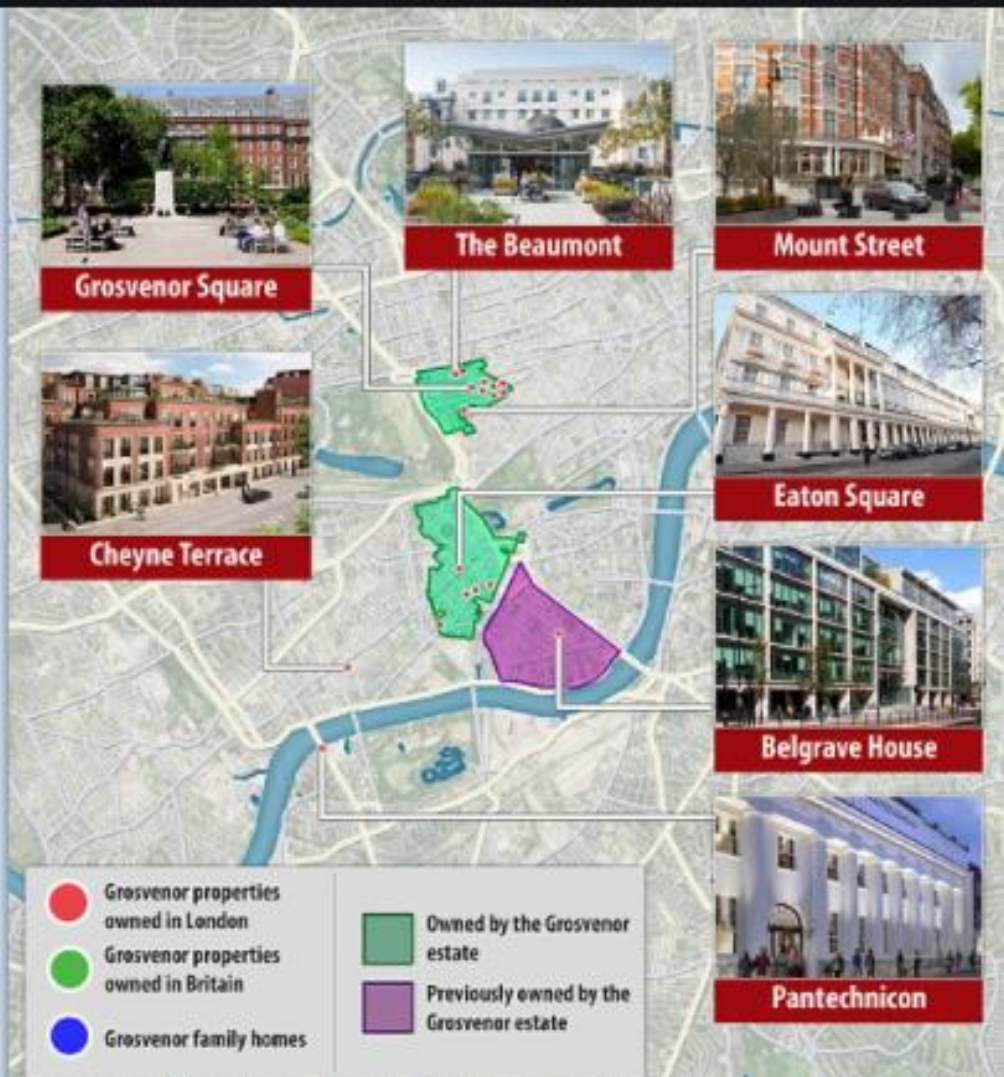 Grosvenor Square
The Beaumont
Mount Street
Cheyne Terrace
Eaton Square
Belgrave House
Pantechnicon
Grosvenor properties
owned in London
Grosvenor properties
owned in Britain
Grosvenor family homes
Owned by the Grosvenor
estate
Previously owned by the
Grosvenor estate